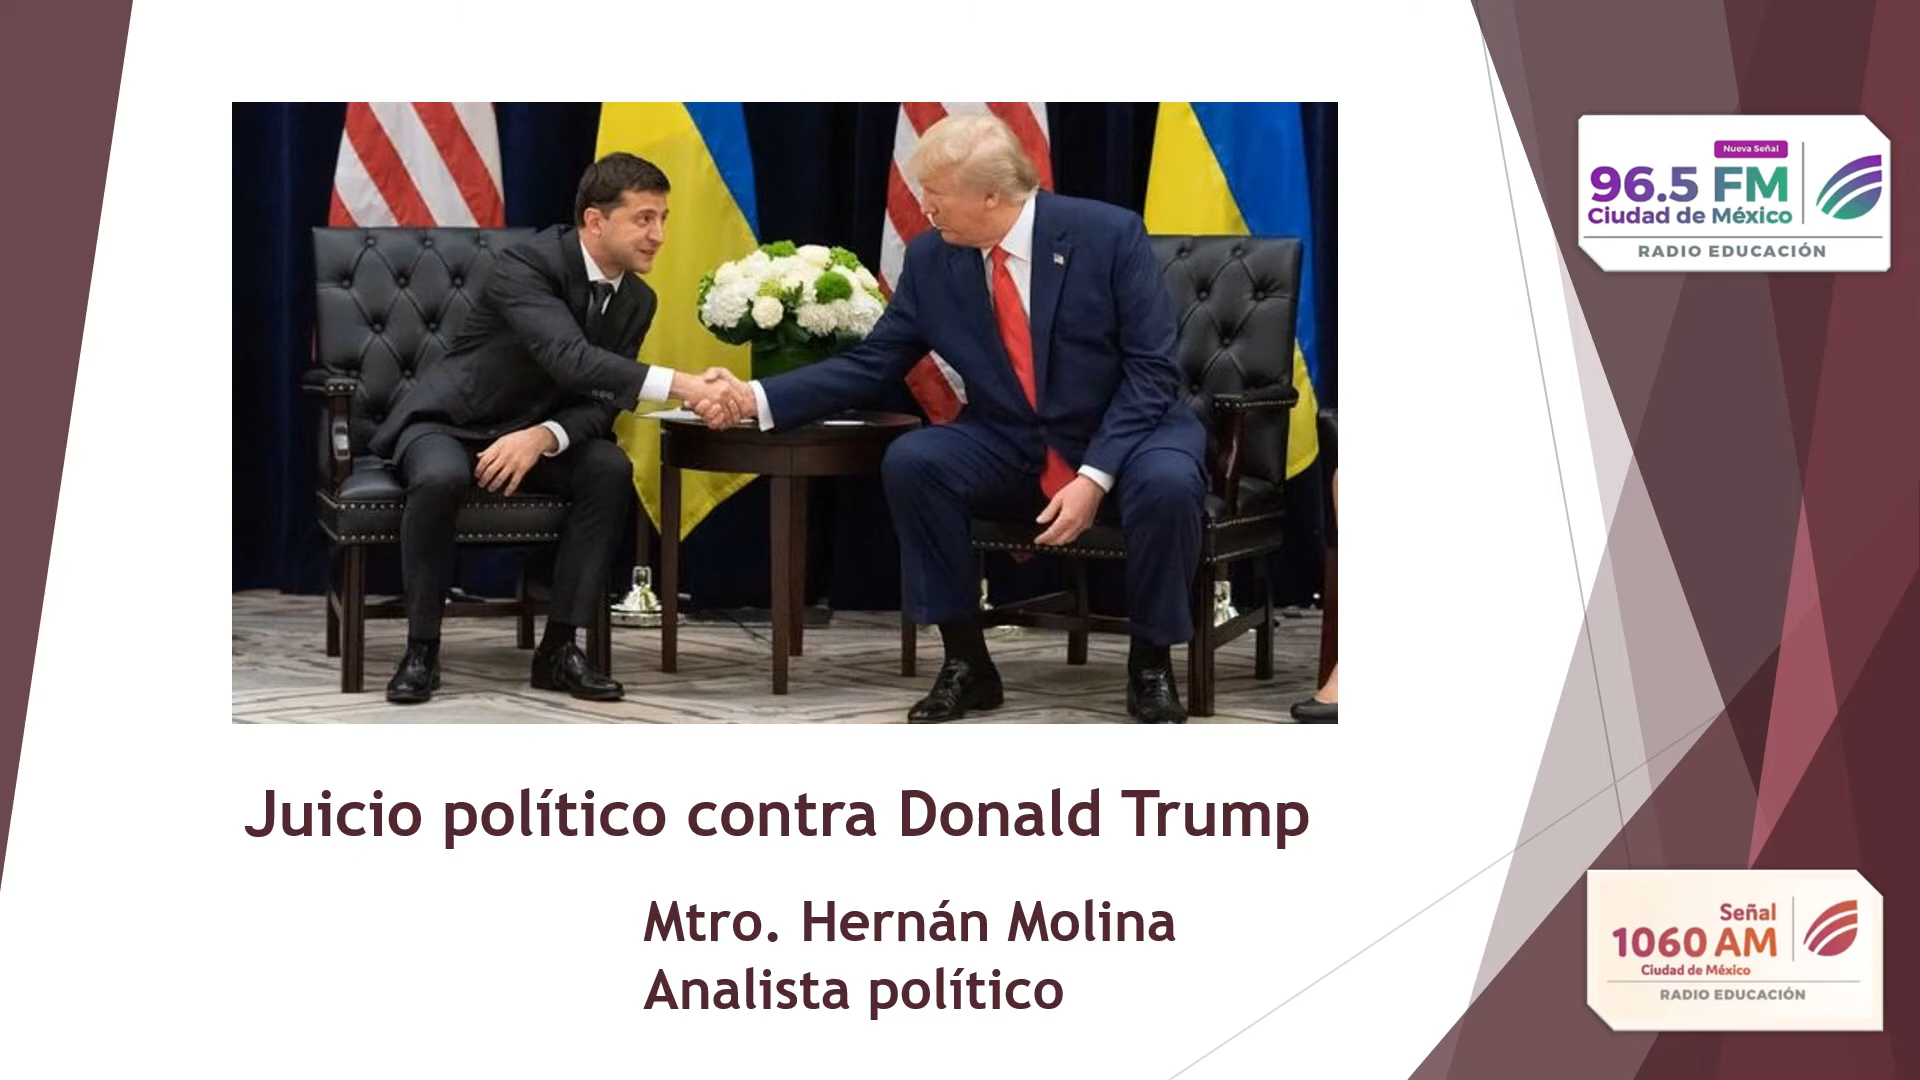 Nueva Señal
96.5 FM
Ciudad de México
RADIO EDUCACIÓN
Juicio político contra Donald Trump
Mtro. Hernán Molina
Analista político
Señal
1060 AM
Ciudad de México
RADIO EDUCACIÓN